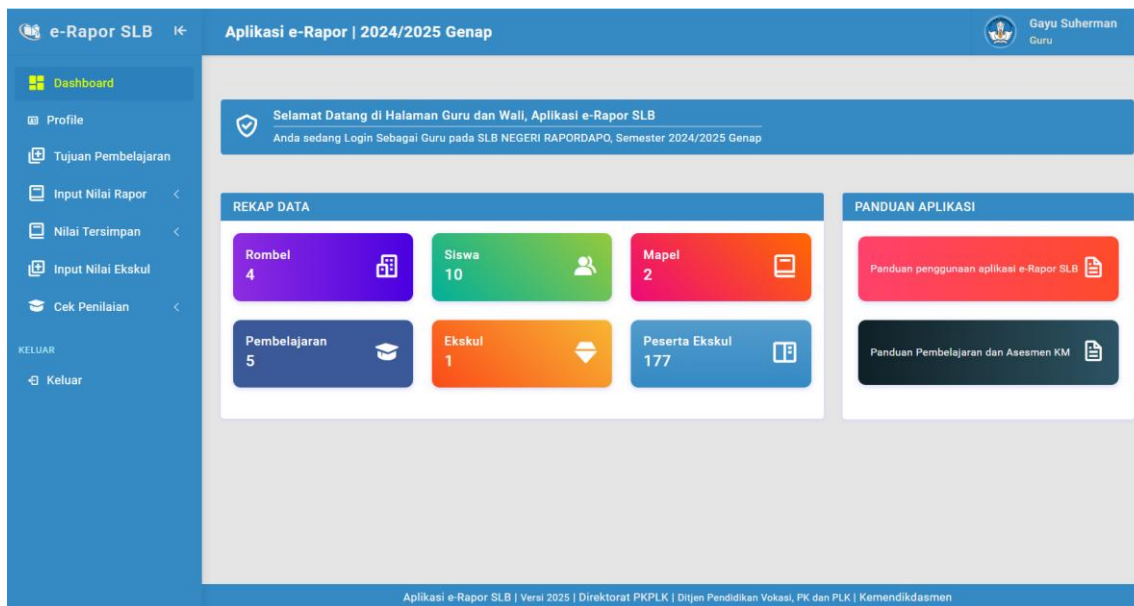 e-Rapor SLB
Aplikasi e-Rapor | 2024/2025 Genap
Gayu Suherman
Guru
Dashboard
Profile
Tujuan Pembelajaran
Input Nilai Rapor
Nilai Tersimpan
Input Nilai Ekskul
Cek Penilaian
KELUAR
Keluar
Selamat Datang di Halaman Guru dan Wali, Aplikasi e-Rapor SLB
Anda sedang Login Sebagai Guru pada SLB NEGERI RAPORDAPO, Semester 2024/2025 Genap
REKAP DATA
Rombel
4
Siswa
10
Mapel
2
Pembelajaran
5
Ekskul
1
Peserta Ekskul
177
PANDUAN APLIKASI
Panduan penggunaan aplikasi e-Rapor SLB
Panduan Pembelajaran dan Asesmen KM
Aplikasi e-Rapor SLB | Versi 2025 | Direktorat PKPLK | Ditjen Pendidikan Vokasi, PK dan PLK | Kemendikdasmen